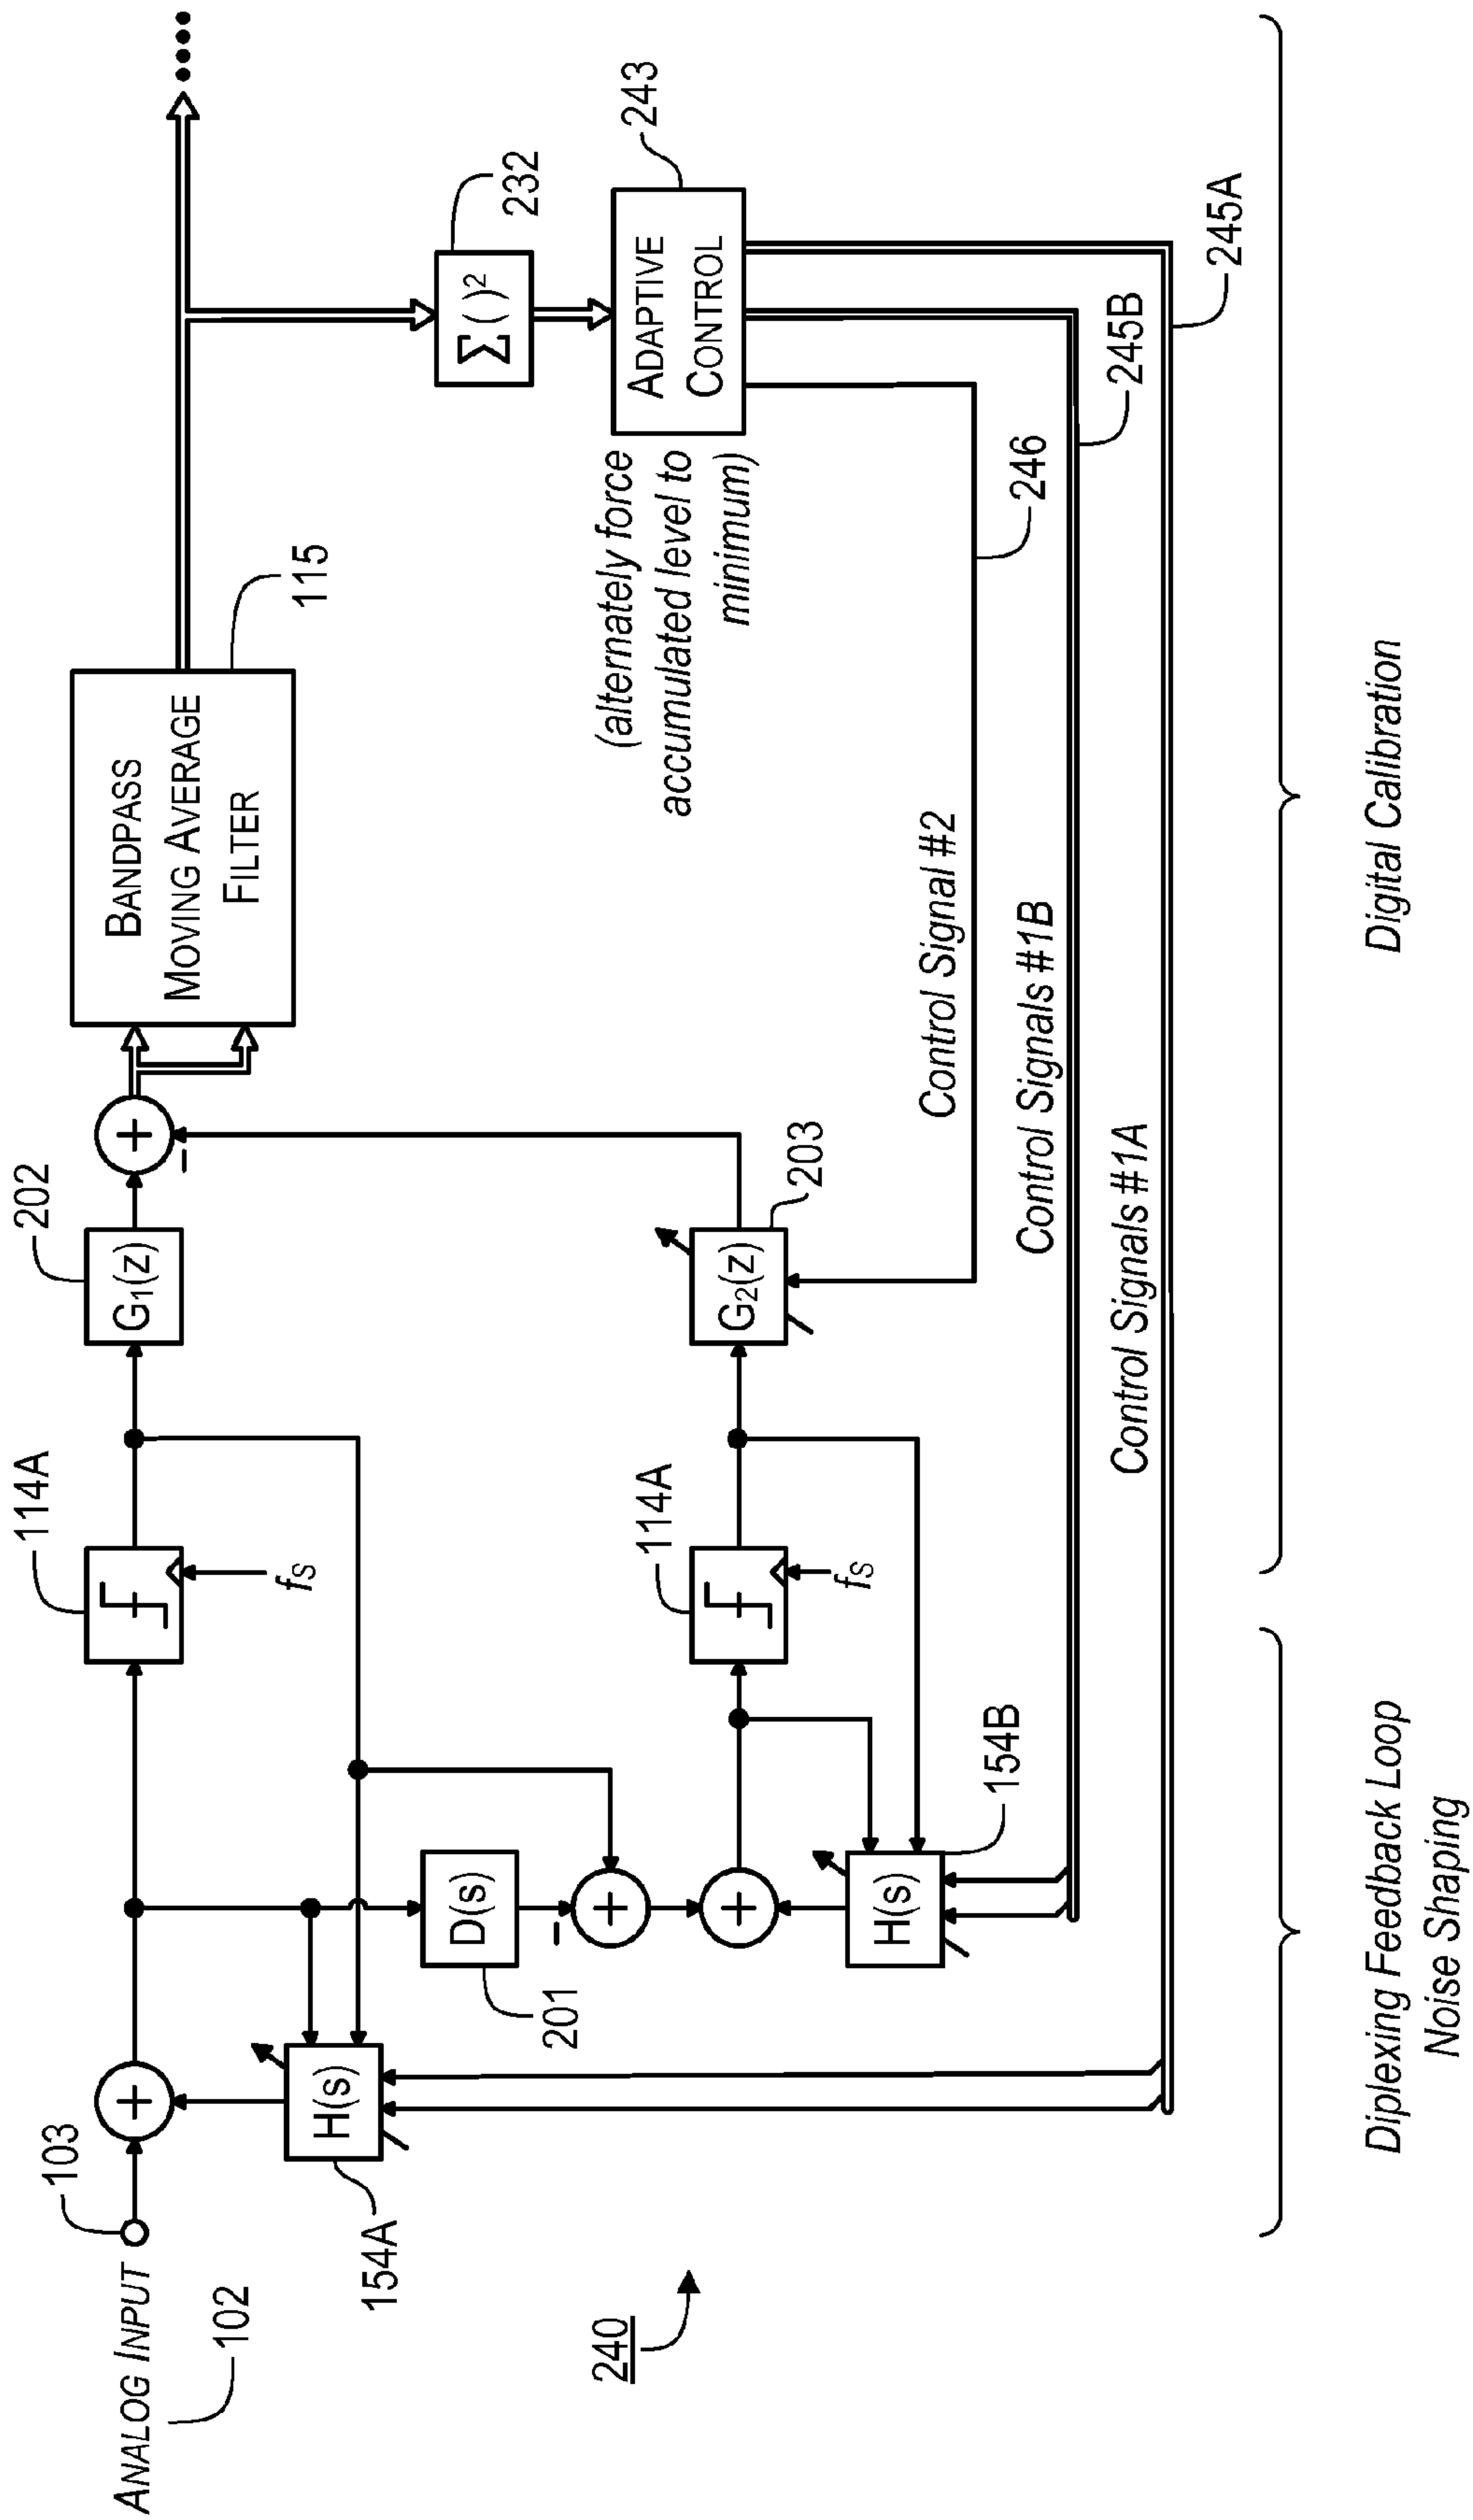 ANALOG INPUT
102
103
154A
H(s)
+
240
114A
fS
202
G1(z)
+
-
BANDPASS
MOVING AVERAGE
FILTER
115
D(s)
201
-
+
+
H(s)
154B
114A
fS
G2(z)
203
Σ( )²
232
ADAPTIVE
CONTROL
243
(alternately force
accumulated level to
minimum)
Control Signal #2
246
Control Signals #1B
245B
Control Signals #1A
245A
Diplexing Feedback Loop
Noise Shaping
Digital Calibration